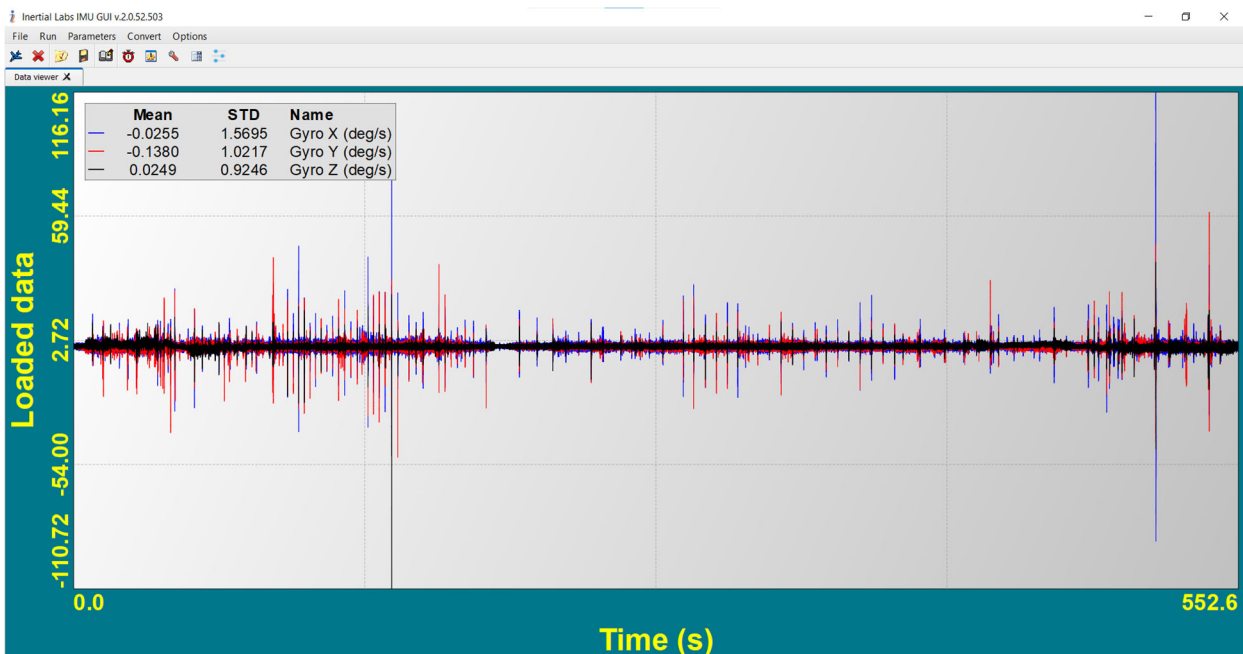 Inertial Labs IMU GUI v.2.0.52.503
File Run Parameters Convert Options
Data viewer X
Mean STD Name
-0.0255 1.5695 Gyro X (deg/s)
-0.1380 1.0217 Gyro Y (deg/s)
0.0249 0.9246 Gyro Z (deg/s)
116.16
59.44
2.72
-54.00
-110.72
Loaded data
0.0
552.6
Time (s)